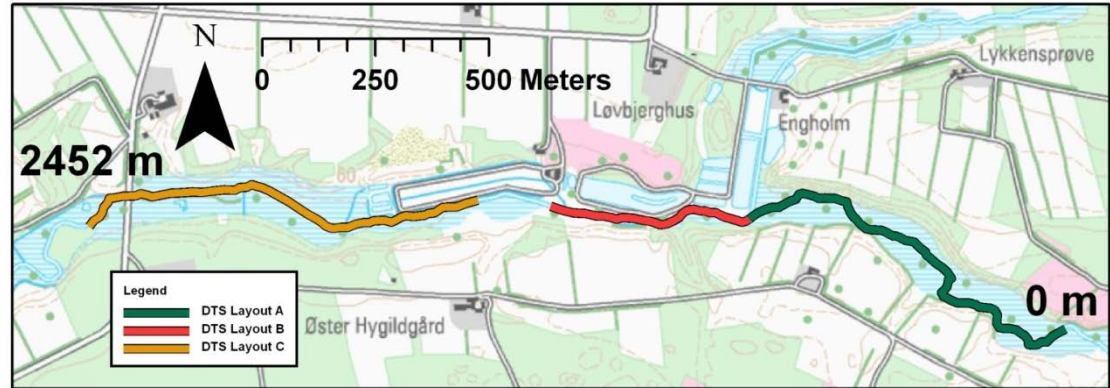 N
0 250 500 Meters
Lykkensprøve
Løvbjerghus
Engholm
2452 m
60
0 m
Legend
DTS Layout A
DTS Layout B
DTS Layout C
Øster Hygildgård